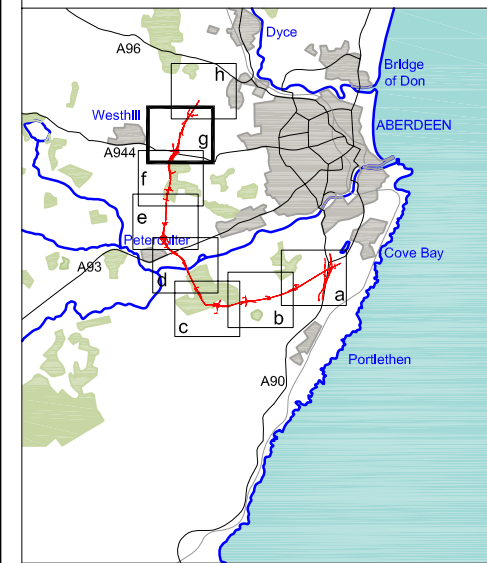 Dyce
A96
Bridge
of Don
h
Westhill
ABERDEEN
g
A944
f
e
Peterculter
Cove Bay
A93
d
a
c
b
Portlethen
A90